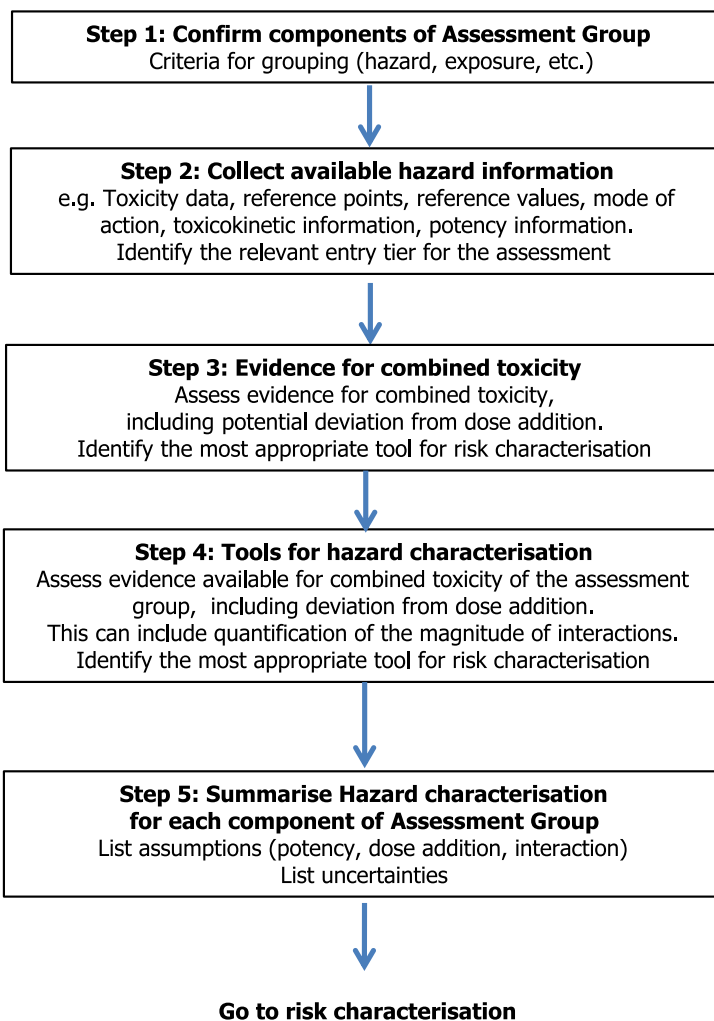 Step 1: Confirm components of Assessment Group
Criteria for grouping (hazard, exposure, etc.)
Step 2: Collect available hazard information
e.g. Toxicity data, reference points, reference values, mode of
action, toxicokinetic information, potency information.
Identify the relevant entry tier for the assessment
Step 3: Evidence for combined toxicity
Assess evidence for combined toxicity,
including potential deviation from dose addition.
Identify the most appropriate tool for risk characterisation
Step 4: Tools for hazard characterisation
Assess evidence available for combined toxicity of the assessment
group, including deviation from dose addition.
This can include quantification of the magnitude of interactions.
Identify the most appropriate tool for risk characterisation
Step 5: Summarise Hazard characterisation
for each component of Assessment Group
List assumptions (potency, dose addition, interaction)
List uncertainties
Go to risk characterisation